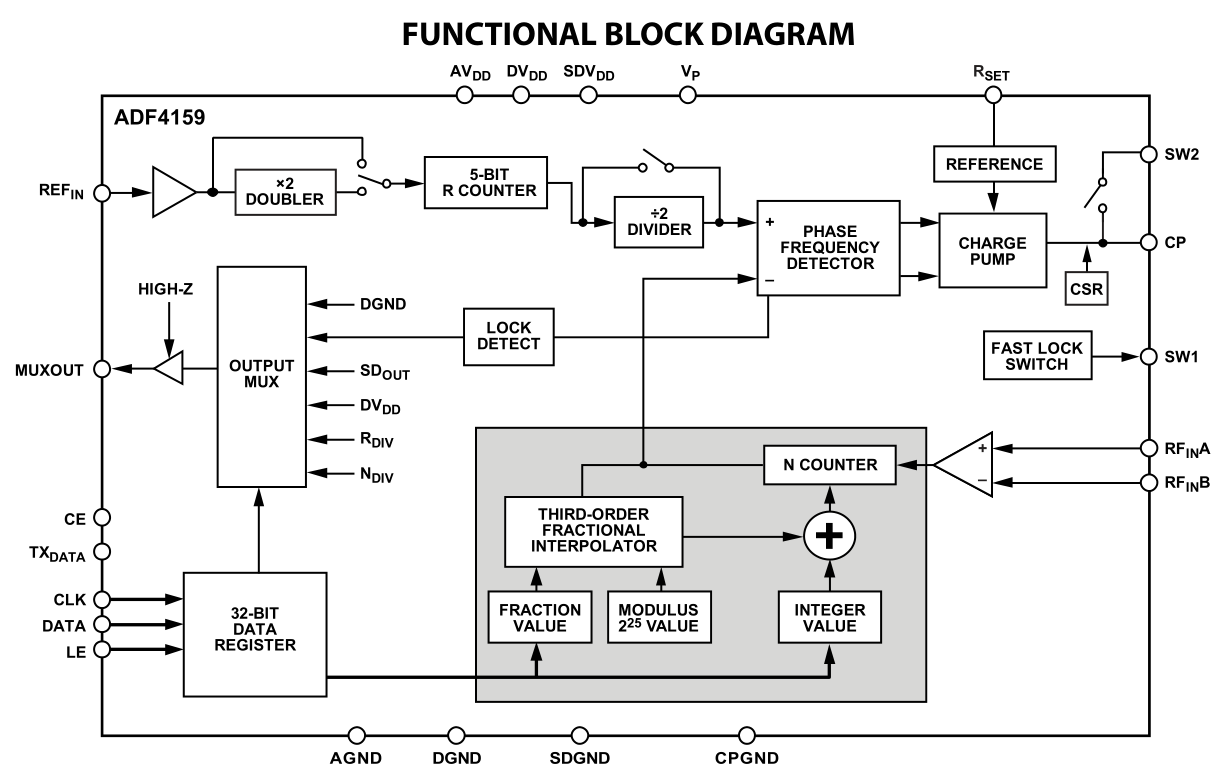 FUNCTIONAL BLOCK DIAGRAM
AVDD DVDD SDVDD VP RSET
ADF4159
REFIN
×2
DOUBLER
5-BIT
R COUNTER
÷2
DIVIDER
+
–
PHASE
FREQUENCY
DETECTOR
REFERENCE
CHARGE
PUMP
CSR
SW2
CP
FAST LOCK
SWITCH
SW1
HIGH-Z
MUXOUT
OUTPUT
MUX
DGND
LOCK
DETECT
SDOUT
DVDD
RDIV
NDIV
N COUNTER
+
–
RFINA
RFINB
THIRD-ORDER
FRACTIONAL
INTERPOLATOR
+
FRACTION
VALUE
MODULUS
2²⁵ VALUE
INTEGER
VALUE
CE
TXDATA
CLK
DATA
LE
32-BIT
DATA
REGISTER
AGND DGND SDGND CPGND